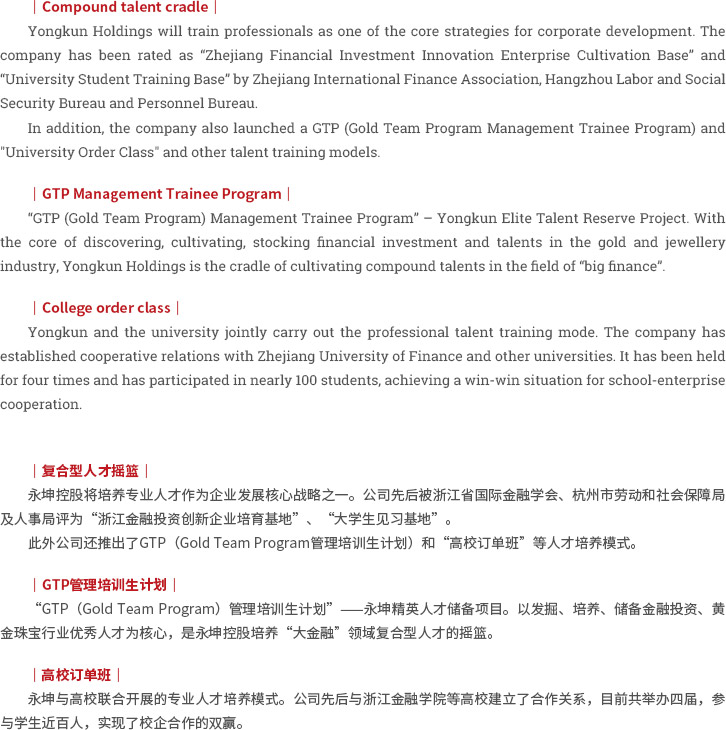 ｜Compound talent cradle｜
Yongkun Holdings will train professionals as one of the core strategies for corporate development. The
company has been rated as “Zhejiang Financial Investment Innovation Enterprise Cultivation Base” and
“University Student Training Base” by Zhejiang International Finance Association, Hangzhou Labor and Social
Security Bureau and Personnel Bureau.
In addition, the company also launched a GTP (Gold Team Program Management Trainee Program) and
"University Order Class" and other talent training models.
｜GTP Management Trainee Program｜
“GTP (Gold Team Program) Management Trainee Program” – Yongkun Elite Talent Reserve Project. With
the core of discovering, cultivating, stocking financial investment and talents in the gold and jewellery
industry, Yongkun Holdings is the cradle of cultivating compound talents in the field of “big finance”.
｜College order class｜
Yongkun and the university jointly carry out the professional talent training mode. The company has
established cooperative relations with Zhejiang University of Finance and other universities. It has been held
for four times and has participated in nearly 100 students, achieving a win-win situation for school-enterprise
cooperation.
｜复合型人才摇篮｜
永坤控股将培养专业人才作为企业发展核心战略之一。公司先后被浙江省国际金融学会、杭州市劳动和社会保障局
及人事局评为“浙江金融投资创新企业培育基地”、“大学生见习基地”。
此外公司还推出了GTP（Gold Team Program管理培训生计划）和“高校订单班”等人才培养模式。
｜GTP管理培训生计划｜
“GTP（Gold Team Program）管理培训生计划”——永坤精英人才储备项目。以发掘、培养、储备金融投资、黄
金珠宝行业优秀人才为核心，是永坤控股培养“大金融”领域复合型人才的摇篮。
｜高校订单班｜
永坤与高校联合开展的专业人才培养模式。公司先后与浙江金融学院等高校建立了合作关系，目前共举办四届，参
与学生近百人，实现了校企合作的双赢。